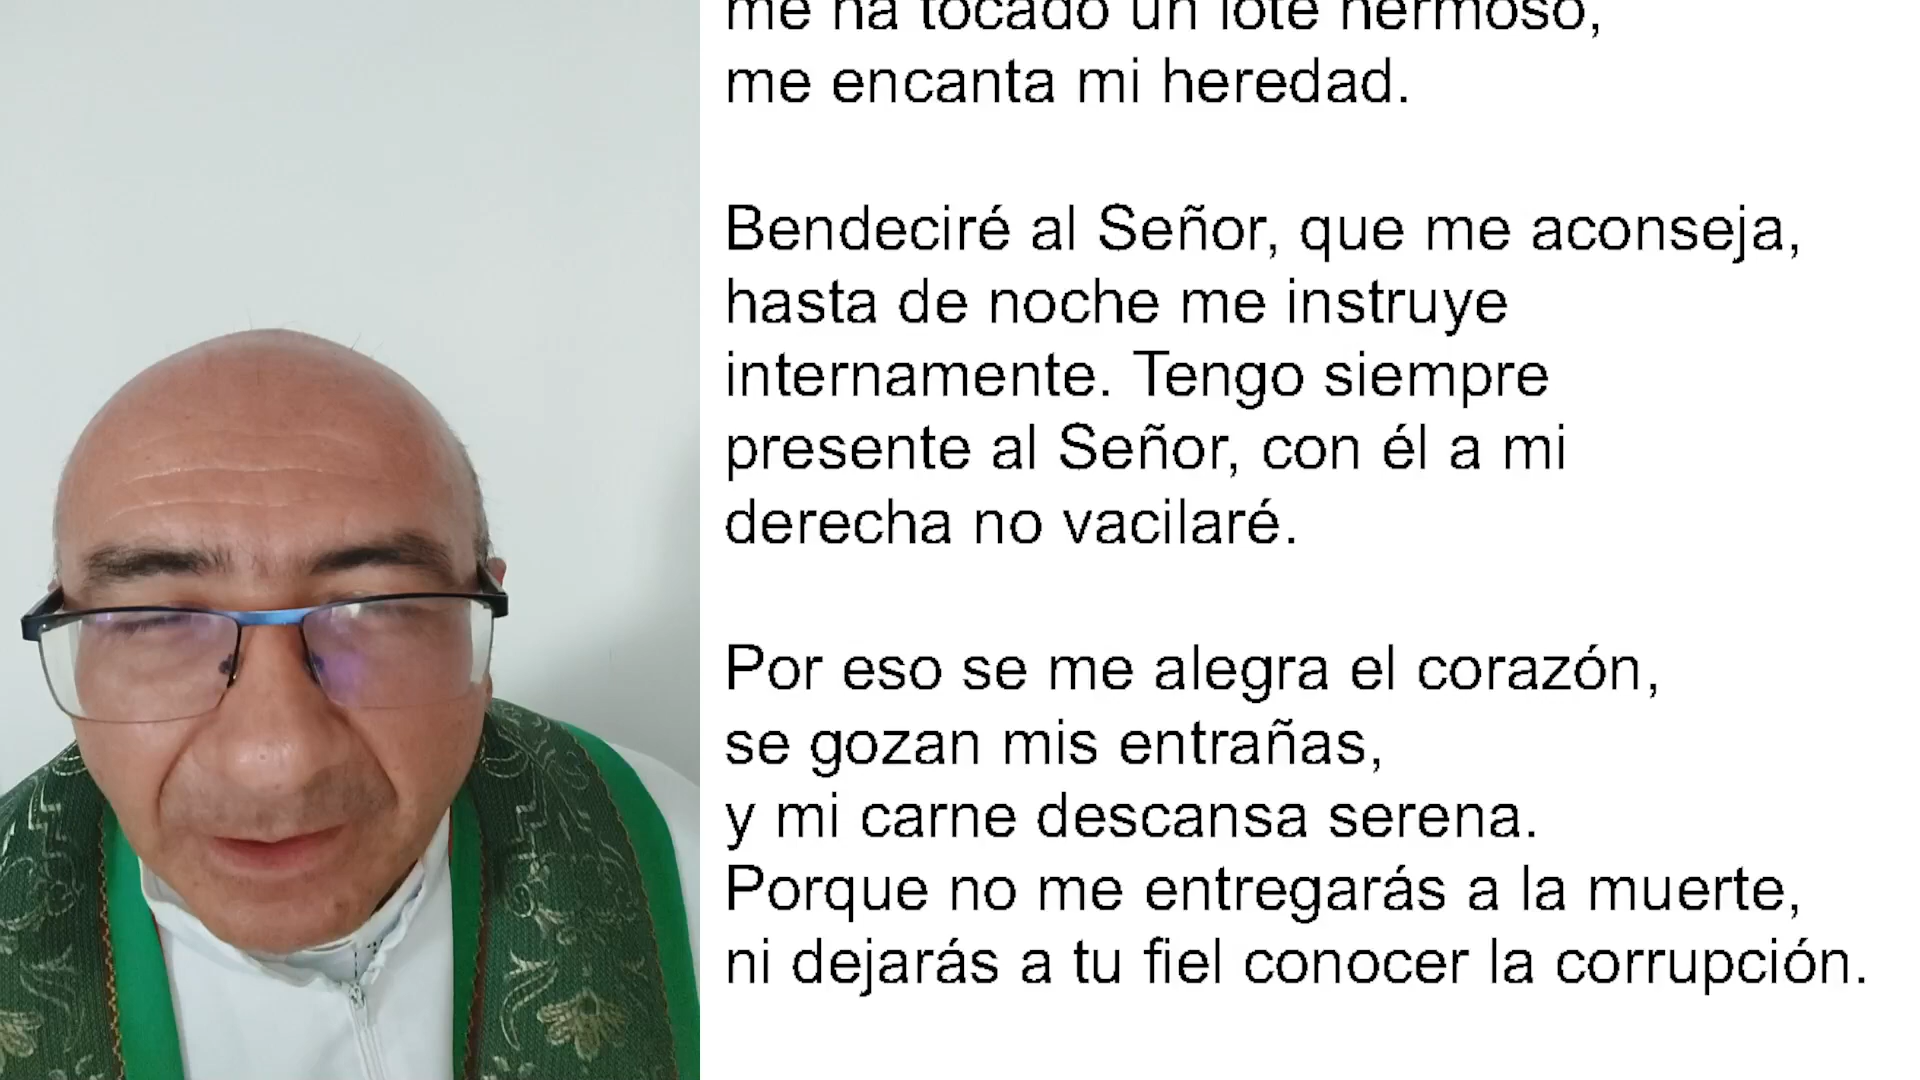 me ha tocado un lote hermoso,
me encanta mi heredad.
Bendeciré al Señor, que me aconseja,
hasta de noche me instruye
internamente. Tengo siempre
presente al Señor, con él a mi
derecha no vacilaré.
Por eso se me alegra el corazón,
se gozan mis entrañas,
y mi carne descansa serena.
Porque no me entregarás a la muerte,
ni dejarás a tu fiel conocer la corrupción.